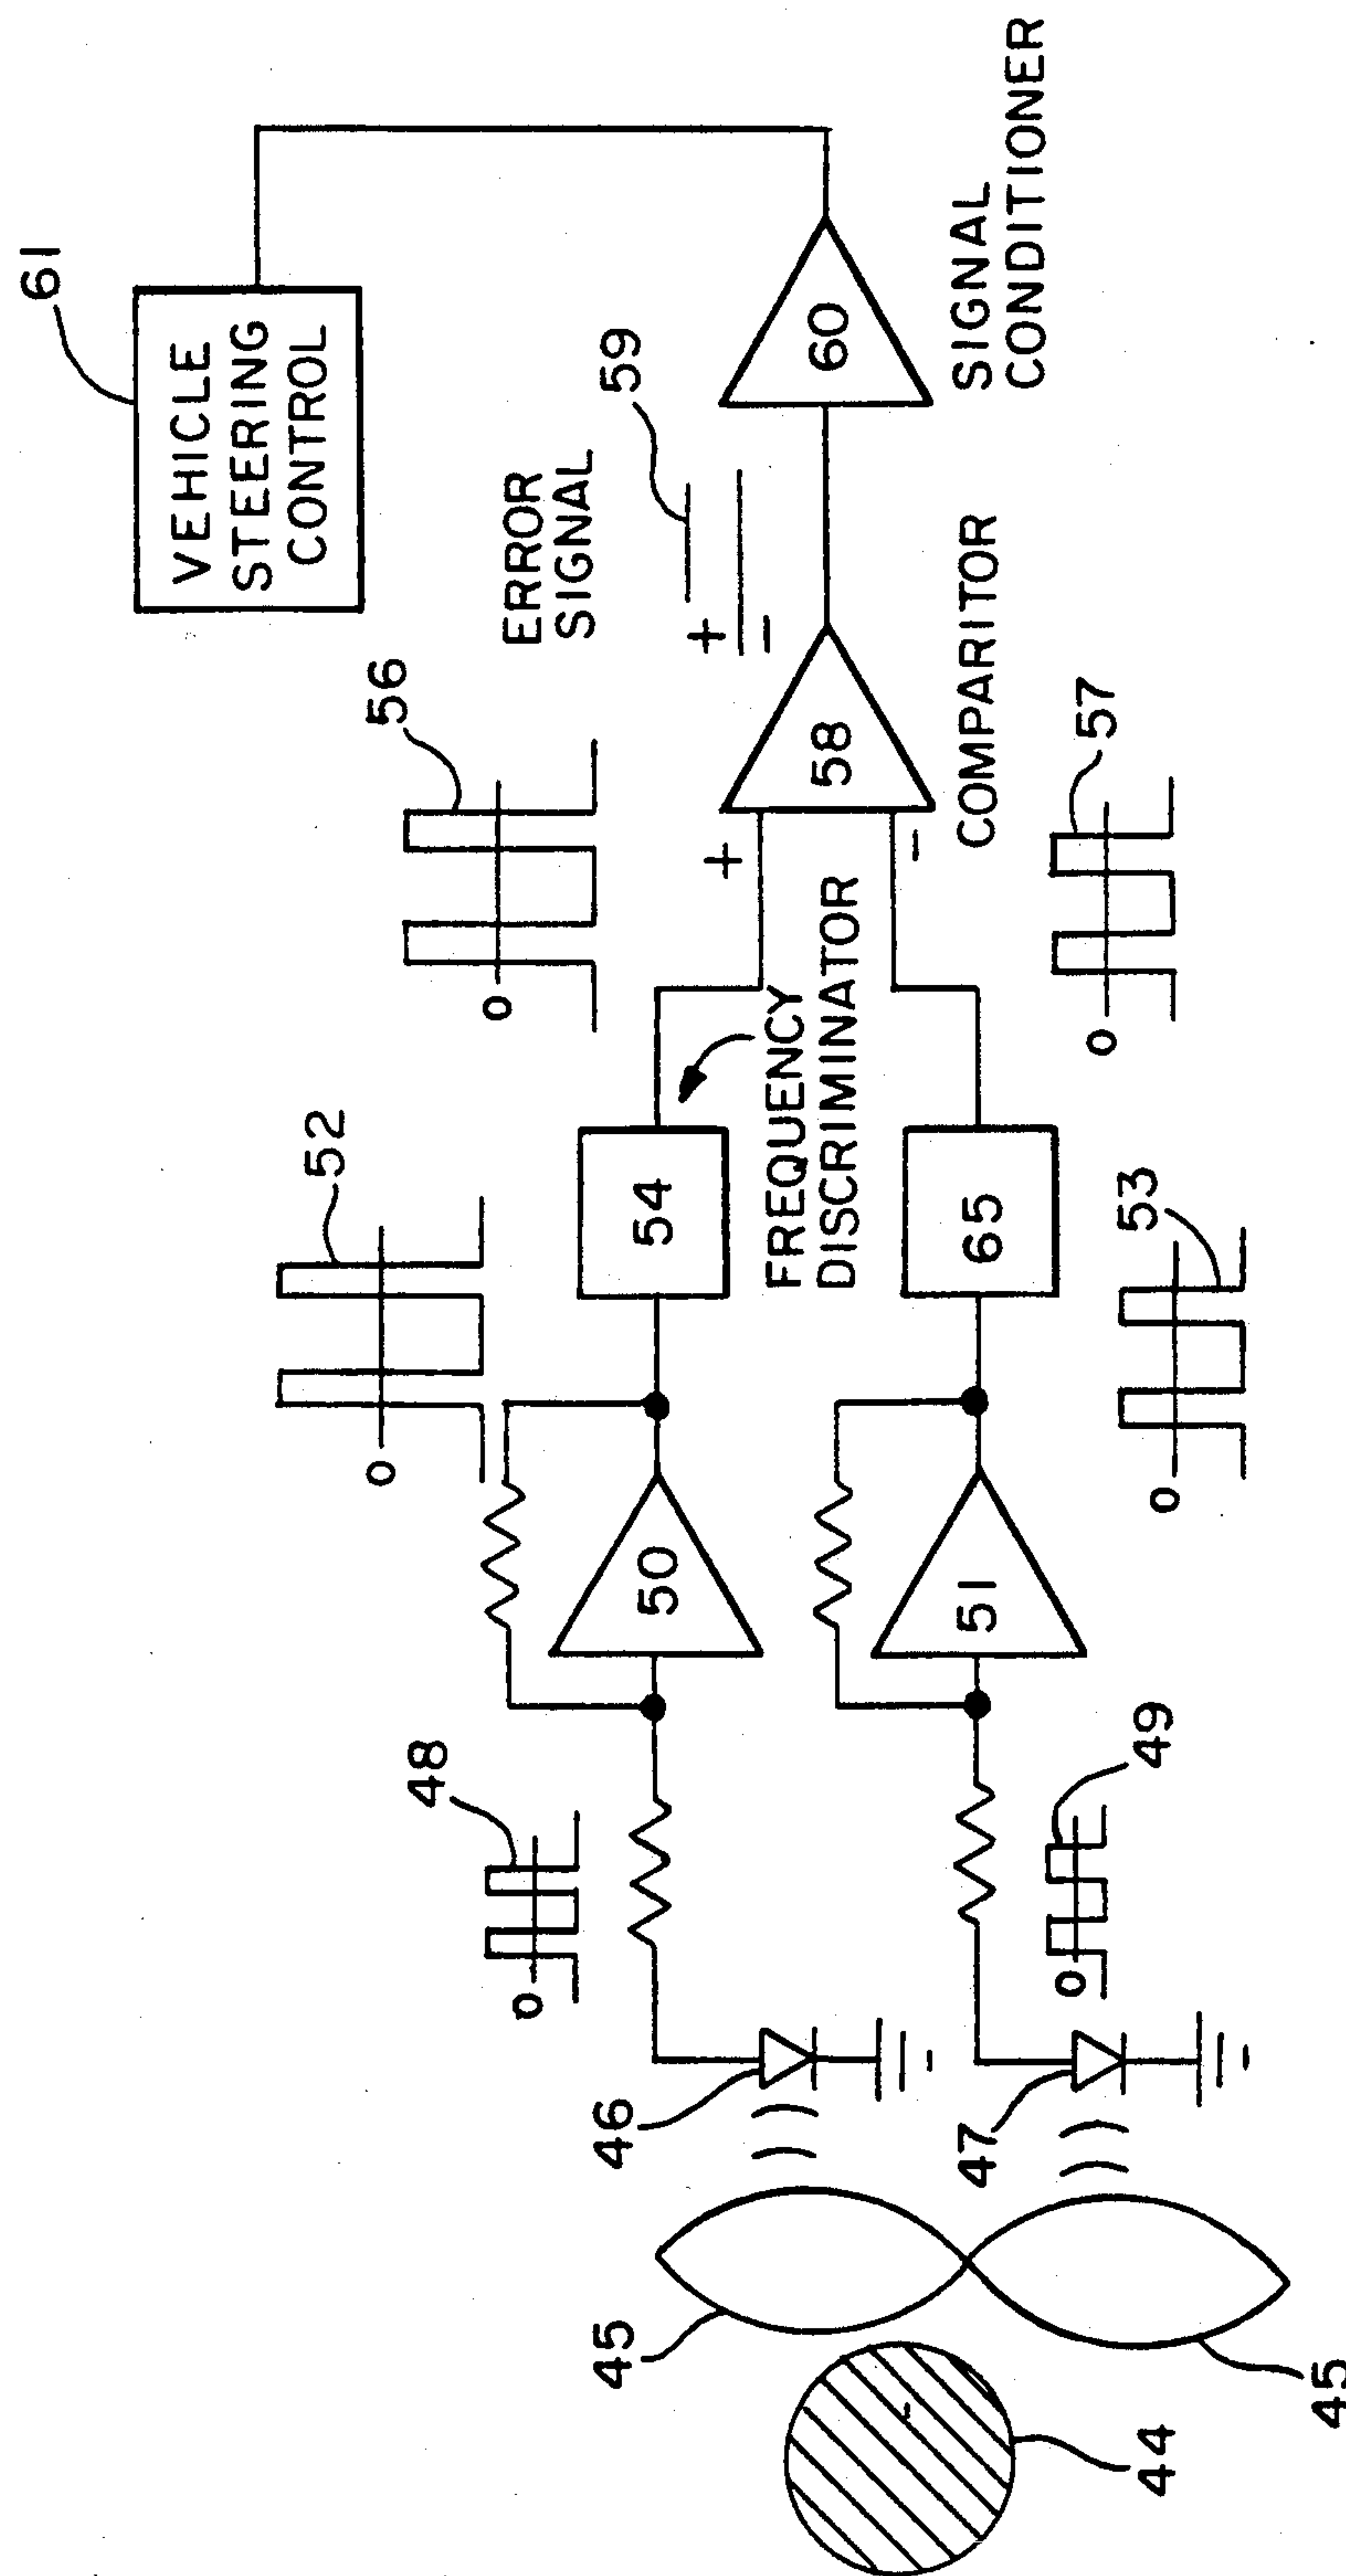 61
VEHICLE
STEERING
CONTROL
52
56
ERROR
SIGNAL
59
48
0
0
0
+
-
46
50
54
+
58
60
45
FREQUENCY
DISCRIMINATOR
-
COMPARITOR
SIGNAL
CONDITIONER
47
51
65
44
0
49
0
53
0
57
45